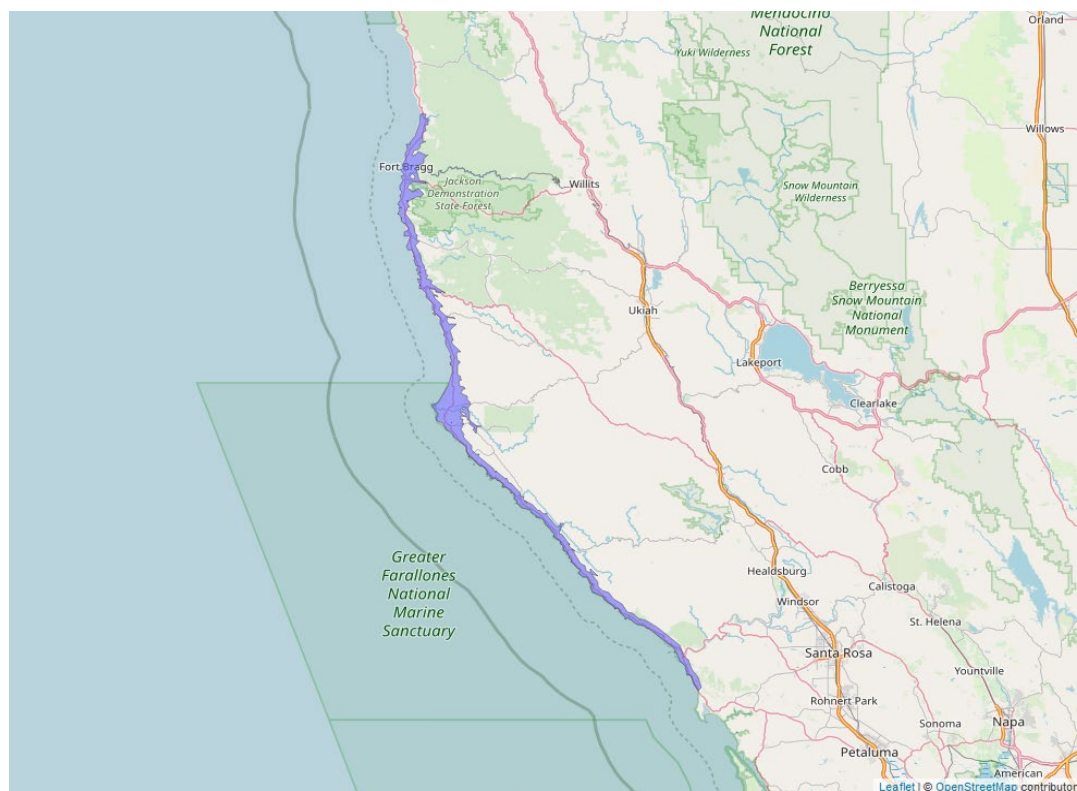 Mendocino
National
Forest
Orland
Yuki Wilderness
Willows
Fort Bragg
Jackson
Demonstration
State Forest
Willits
Snow Mountain
Wilderness
Berryessa
Snow Mountain
National
Monument
Ukiah
Lakeport
Clearlake
Cobb
Greater
Farallones
National
Marine
Sanctuary
Healdsburg
Calistoga
Windsor
St. Helena
Santa Rosa
Yountville
Rohnert Park
Sonoma
Napa
Petaluma
American
Leaflet | © OpenStreetMap contributor